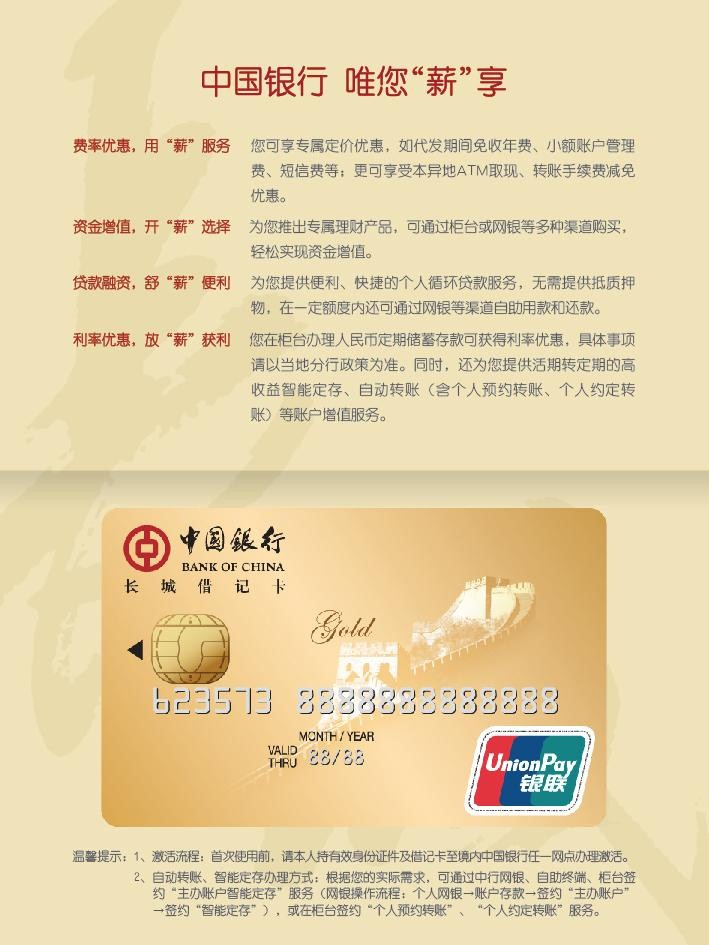 中国银行 唯您“薪”享
费率优惠，用“薪”服务
您可享专属定价优惠，如代发期间免收年费、小额账户管理
费、短信费等；更可享受本异地ATM取现、转账手续费减免
优惠。
资金增值，开“薪”选择
为您推出专属理财产品，可通过柜台或网银等多种渠道购买，
轻松实现资金增值。
贷款融资，舒“薪”便利
为您提供便利、快捷的个人循环贷款服务，无需提供抵质押
物，在一定额度内还可通过网银等渠道自助用款和还款。
利率优惠，放“薪”获利
您在柜台办理人民币定期储蓄存款可获得利率优惠，具体事项
请以当地分行政策为准。同时，还为您提供活期转定期的高
收益智能定存、自动转账（含个人预约转账、个人约定转
账）等账户增值服务。
中国銀行
BANK OF CHINA
长城借记卡
Gold
623573 8888888888888
MONTH / YEAR
VALID
THRU 88/88
UnionPay
银联
温馨提示：1、激活流程：首次使用前，请本人持有效身份证件及借记卡至境内中国银行任一网点办理激活。
2、自动转账、智能定存办理方式：根据您的实际需求，可通过中行网银、自助终端、柜台签
约“主办账户智能定存”服务（网银操作流程：个人网银→账户存款→签约“主办账户”
→签约“智能定存”），或在柜台签约“个人预约转账”、“个人约定转账”服务。